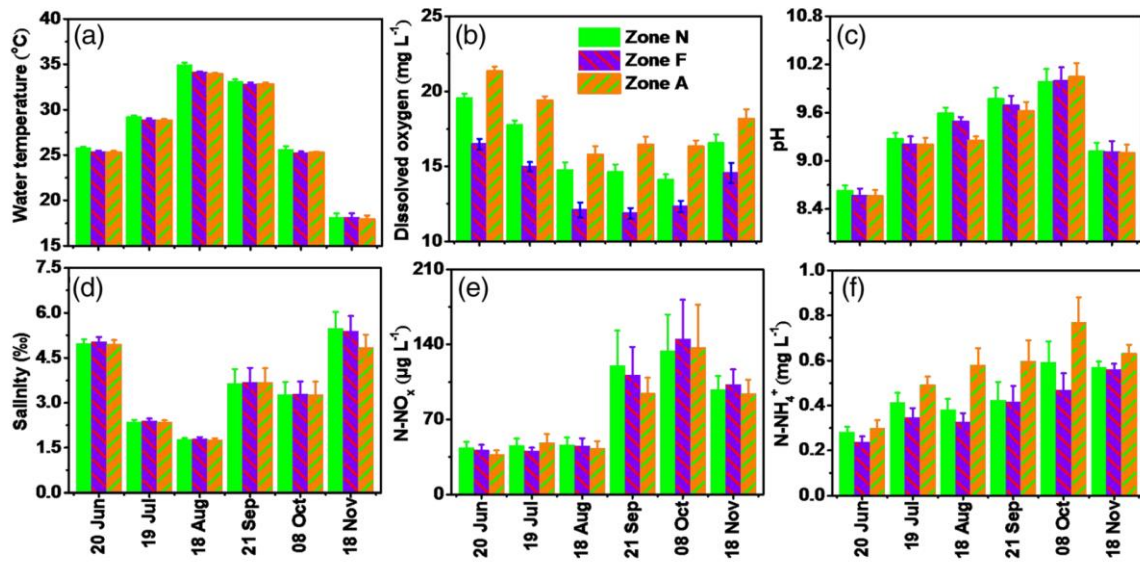 (a)
Water temperature (°C)
40
35
30
25
20
15
(b)
Dissolved oxygen (mg L⁻¹)
25
20
15
10
Zone N
Zone F
Zone A
(c)
pH
10.8
10.2
9.6
9.0
8.4
(d)
Salinity (‰)
7.5
6.0
4.5
3.0
1.5
0.0
20 Jun
19 Jul
18 Aug
21 Sep
08 Oct
18 Nov
(e)
N-NOₓ (µg L⁻¹)
210
140
70
0
20 Jun
19 Jul
18 Aug
21 Sep
08 Oct
18 Nov
(f)
N-NH₄⁺ (mg L⁻¹)
1.0
0.8
0.6
0.4
0.2
0.0
20 Jun
19 Jul
18 Aug
21 Sep
08 Oct
18 Nov